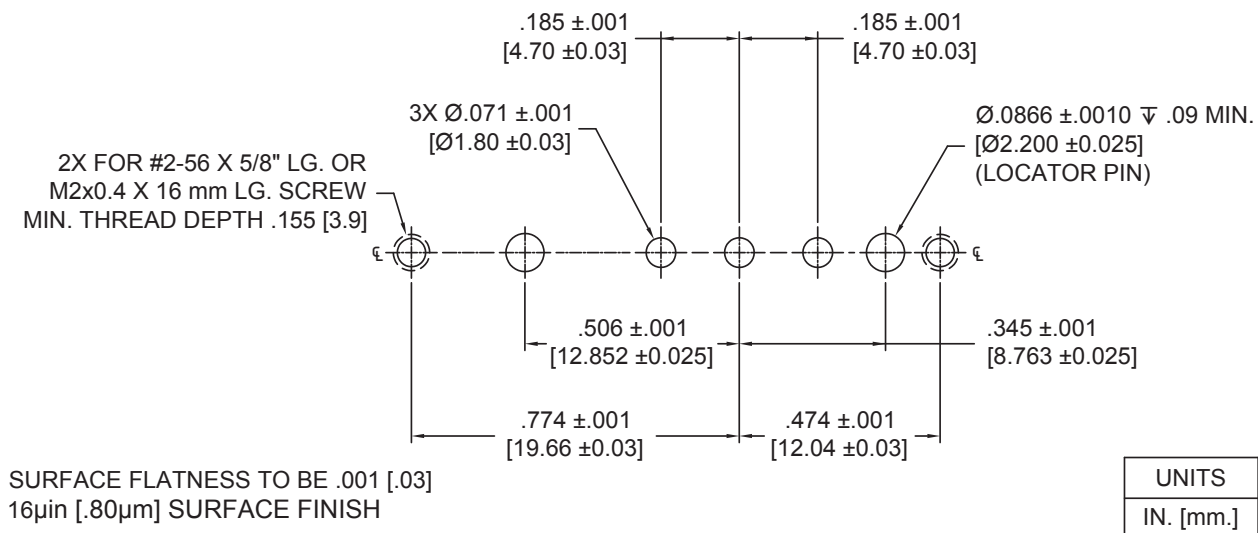 .185 ±.001
[4.70 ±0.03]
.185 ±.001
[4.70 ±0.03]
3X Ø.071 ±.001
[Ø1.80 ±0.03]
Ø.0866 ±.0010 ↧ .09 MIN.
[Ø2.200 ±0.025]
(LOCATOR PIN)
2X FOR #2-56 X 5/8" LG. OR
M2x0.4 X 16 mm LG. SCREW
MIN. THREAD DEPTH .155 [3.9]
℄
℄
.506 ±.001
[12.852 ±0.025]
.345 ±.001
[8.763 ±0.025]
.774 ±.001
[19.66 ±0.03]
.474 ±.001
[12.04 ±0.03]
SURFACE FLATNESS TO BE .001 [.03]
16µin [.80µm] SURFACE FINISH
UNITS
IN. [mm.]